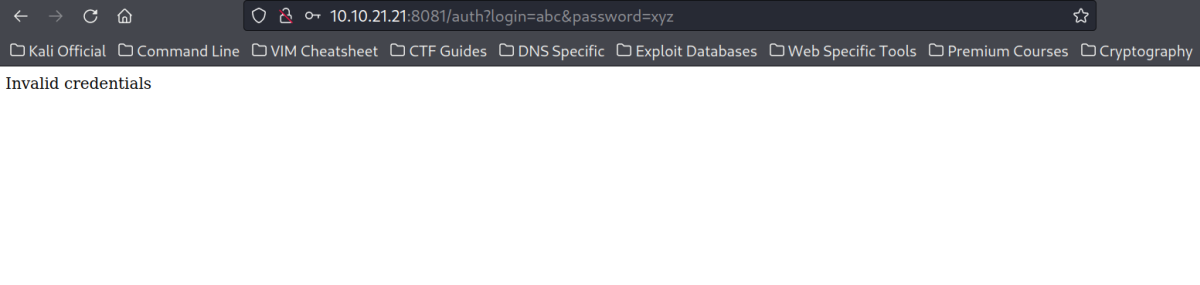 10.10.21.21:8081/auth?login=abc&password=xyz
Kali Official Command Line VIM Cheatsheet CTF Guides DNS Specific Exploit Databases Web Specific Tools Premium Courses Cryptography
Invalid credentials